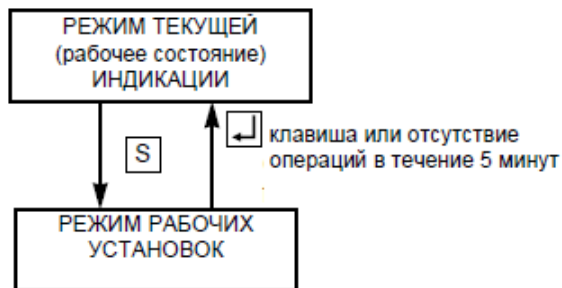 РЕЖИМ ТЕКУЩЕЙ
(рабочее состояние)
ИНДИКАЦИИ
S
клавиша или отсутствие
операций в течение 5 минут
РЕЖИМ РАБОЧИХ
УСТАНОВОК